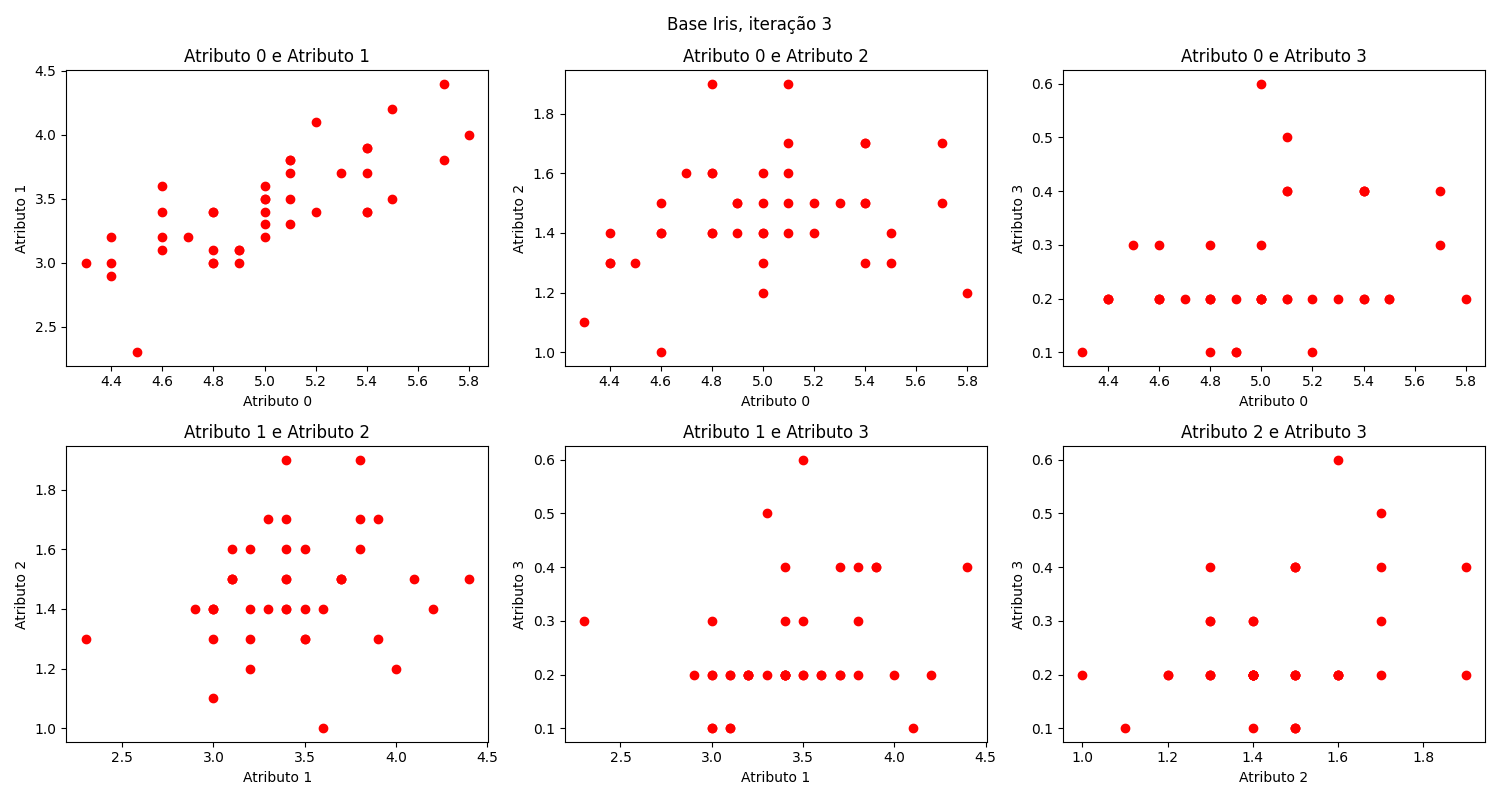 Base Iris, iteração 3
Atributo 0 e Atributo 1
4.5
4.0
3.5
3.0
2.5
Atributo 1
4.4 4.6 4.8 5.0 5.2 5.4 5.6 5.8
Atributo 0
Atributo 0 e Atributo 2
1.8
1.6
1.4
1.2
1.0
Atributo 2
4.4 4.6 4.8 5.0 5.2 5.4 5.6 5.8
Atributo 0
Atributo 0 e Atributo 3
0.6
0.5
0.4
0.3
0.2
0.1
Atributo 3
4.4 4.6 4.8 5.0 5.2 5.4 5.6 5.8
Atributo 0
Atributo 1 e Atributo 2
1.8
1.6
1.4
1.2
1.0
Atributo 2
2.5 3.0 3.5 4.0 4.5
Atributo 1
Atributo 1 e Atributo 3
0.6
0.5
0.4
0.3
0.2
0.1
Atributo 3
2.5 3.0 3.5 4.0 4.5
Atributo 1
Atributo 2 e Atributo 3
0.6
0.5
0.4
0.3
0.2
0.1
Atributo 3
1.0 1.2 1.4 1.6 1.8
Atributo 2